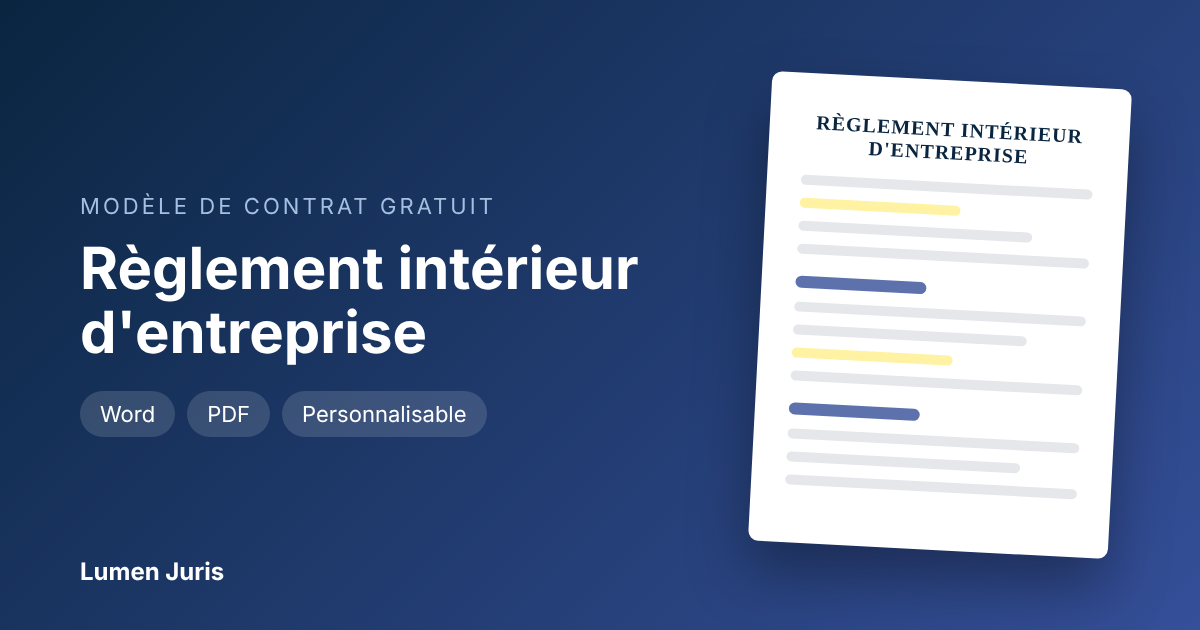 MODÈLE DE CONTRAT GRATUIT
Règlement intérieur
d'entreprise
Word
PDF
Personnalisable
Lumen Juris
RÈGLEMENT INTÉRIEUR
D'ENTREPRISE